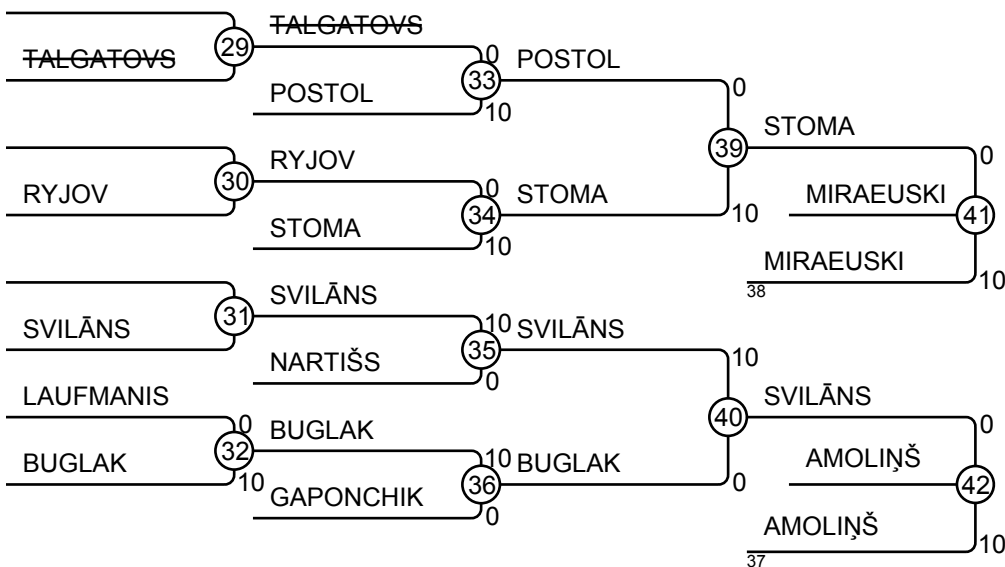 TALGATOVS
29
TALGATOVS
0
33
POSTOL
POSTOL
10
0
39
STOMA
RYJOV
30
RYJOV
0
34
STOMA
STOMA
10
10
0
MIRAEUSKI
41
MIRAEUSKI
38
10
31
SVILĀNS
SVILĀNS
10
35
SVILĀNS
NARTIŠS
0
10
40
SVILĀNS
LAUFMANIS
0
32
BUGLAK
BUGLAK
10
10
36
BUGLAK
GAPONCHIK
0
0
0
AMOLIŅŠ
42
AMOLIŅŠ
37
10